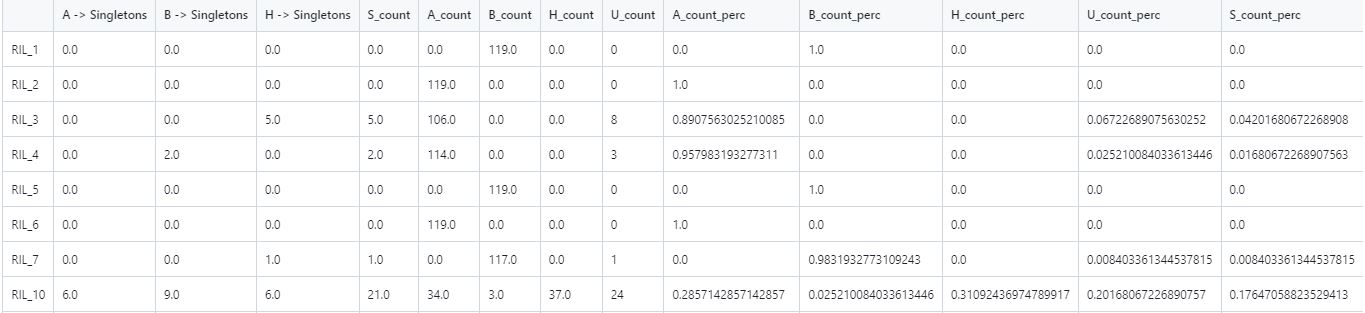 A -> Singletons B -> Singletons H -> Singletons S_count A_count B_count H_count U_count A_count_perc B_count_perc H_count_perc U_count_perc S_count_perc
RIL_1 0.0 0.0 0.0 0.0 0.0 119.0 0.0 0 0.0 1.0 0.0 0.0 0.0
RIL_2 0.0 0.0 0.0 0.0 119.0 0.0 0.0 0 1.0 0.0 0.0 0.0 0.0
RIL_3 0.0 0.0 5.0 5.0 106.0 0.0 0.0 8 0.8907563025210085 0.0 0.0 0.06722689075630252 0.04201680672268908
RIL_4 0.0 2.0 0.0 2.0 114.0 0.0 0.0 3 0.957983193277311 0.0 0.0 0.025210084033613446 0.01680672268907563
RIL_5 0.0 0.0 0.0 0.0 0.0 119.0 0.0 0 0.0 1.0 0.0 0.0 0.0
RIL_6 0.0 0.0 0.0 0.0 119.0 0.0 0.0 0 1.0 0.0 0.0 0.0 0.0
RIL_7 0.0 0.0 1.0 1.0 0.0 117.0 0.0 1 0.0 0.9831932773109243 0.0 0.008403361344537815 0.008403361344537815
RIL_10 6.0 9.0 6.0 21.0 34.0 3.0 37.0 24 0.2857142857142857 0.025210084033613446 0.31092436974789917 0.20168067226890757 0.17647058823529413